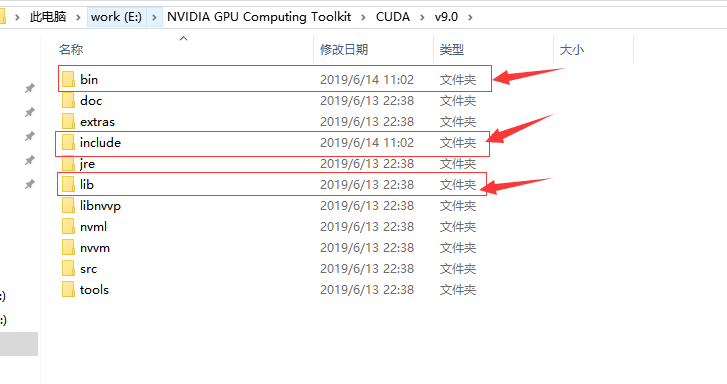 此电脑 › work (E:) › NVIDIA GPU Computing Toolkit › CUDA › v9.0 ›
名称 修改日期 类型 大小
bin 2019/6/14 11:02 文件夹
doc 2019/6/13 22:38 文件夹
extras 2019/6/13 22:38 文件夹
include 2019/6/14 11:02 文件夹
jre 2019/6/13 22:38 文件夹
lib 2019/6/13 22:38 文件夹
libnvvp 2019/6/13 22:38 文件夹
nvml 2019/6/13 22:38 文件夹
nvvm 2019/6/13 22:38 文件夹
src 2019/6/13 22:38 文件夹
:)
tools 2019/6/13 22:38 文件夹
:)